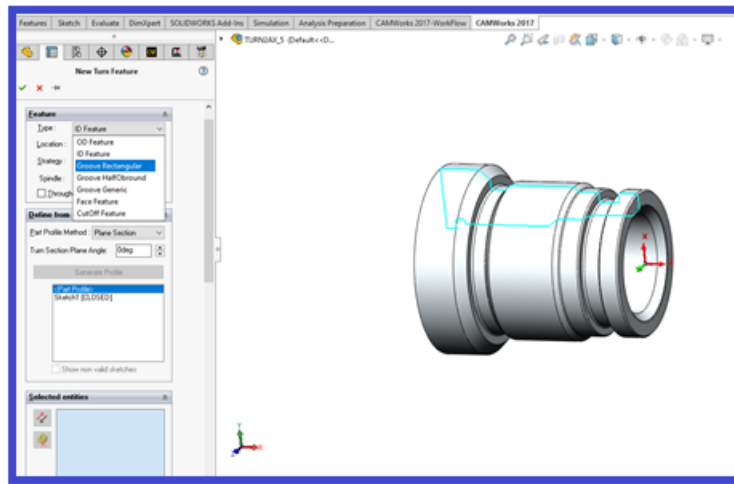 Features Sketch Evaluate DimXpert SOLIDWORKS Add-Ins Simulation Analysis Preparation CAMWorks 2017-WorkFlow CAMWorks 2017
TURN2AX_5 (Default<<D...
New Turn Feature
Feature
Type : ID Feature
OD Feature
Location :
ID Feature
Strategy :
Groove Rectangular
Spindle :
Groove HalfObround
Groove Generic
Through
Face Feature
CutOff Feature
Define from
Part Profile Method : Plane Section
Turn Section Plane Angle: 0deg
Generate Profile
<Part Profile>
Sketch1 [CLOSED]
Show non valid sketches
Selected entities
X
Y
X
Z